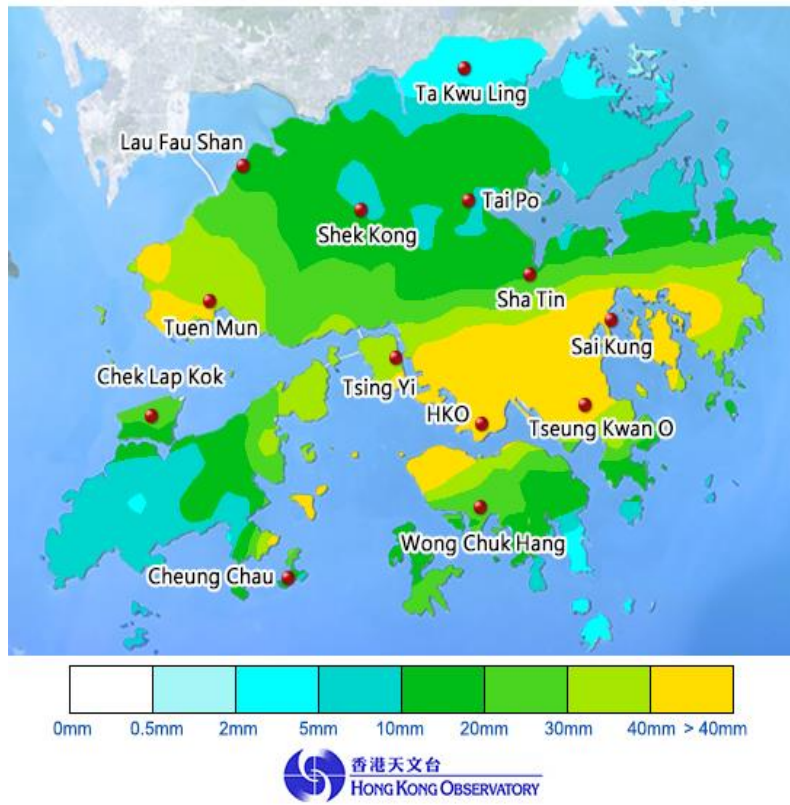 Ta Kwu Ling
Lau Fau Shan
Tai Po
Shek Kong
Sha Tin
Tuen Mun
Sai Kung
Chek Lap Kok
Tsing Yi
HKO
Tseung Kwan O
Wong Chuk Hang
Cheung Chau
0mm 0.5mm 2mm 5mm 10mm 20mm 30mm 40mm > 40mm
香港天文台
HONG KONG OBSERVATORY